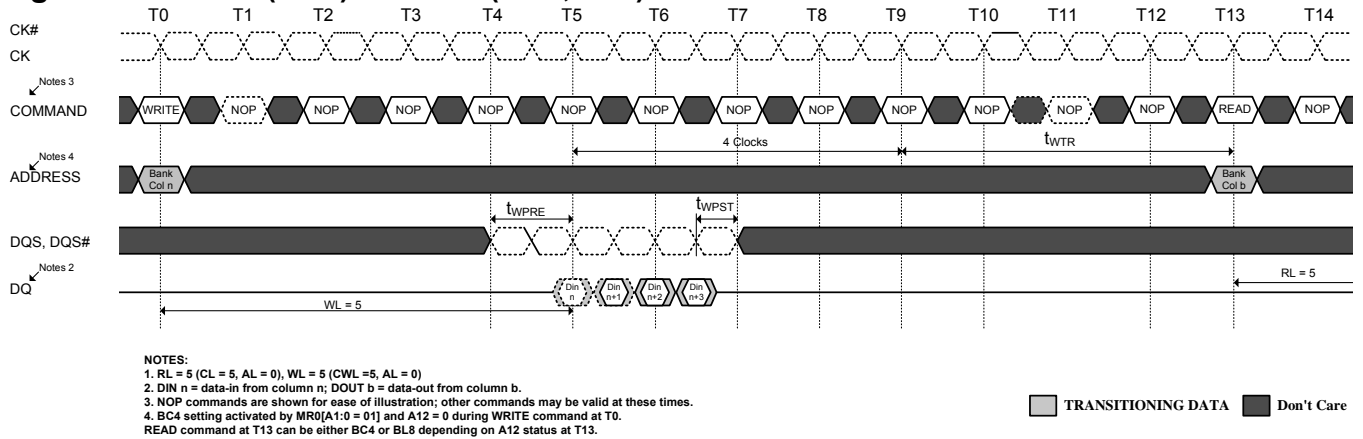 T0 T1 T2 T3 T4 T5 T6 T7 T8 T9 T10 T11 T12 T13 T14
CK#
CK
Notes 3
COMMAND
WRITE NOP NOP NOP NOP NOP NOP NOP NOP NOP NOP NOP NOP READ NOP
4 Clocks tWTR
Notes 4
ADDRESS
Bank Bank
Col n Col b
tWPRE tWPST
DQS, DQS#
Notes 2
DQ
Din Din Din Din
n n+1 n+2 n+3
RL = 5
WL = 5
NOTES:
1. RL = 5 (CL = 5, AL = 0), WL = 5 (CWL =5, AL = 0)
2. DIN n = data-in from column n; DOUT b = data-out from column b.
3. NOP commands are shown for ease of illustration; other commands may be valid at these times.
4. BC4 setting activated by MR0[A1:0 = 01] and A12 = 0 during WRITE command at T0.
READ command at T13 can be either BC4 or BL8 depending on A12 status at T13.
TRANSITIONING DATA Don't Care